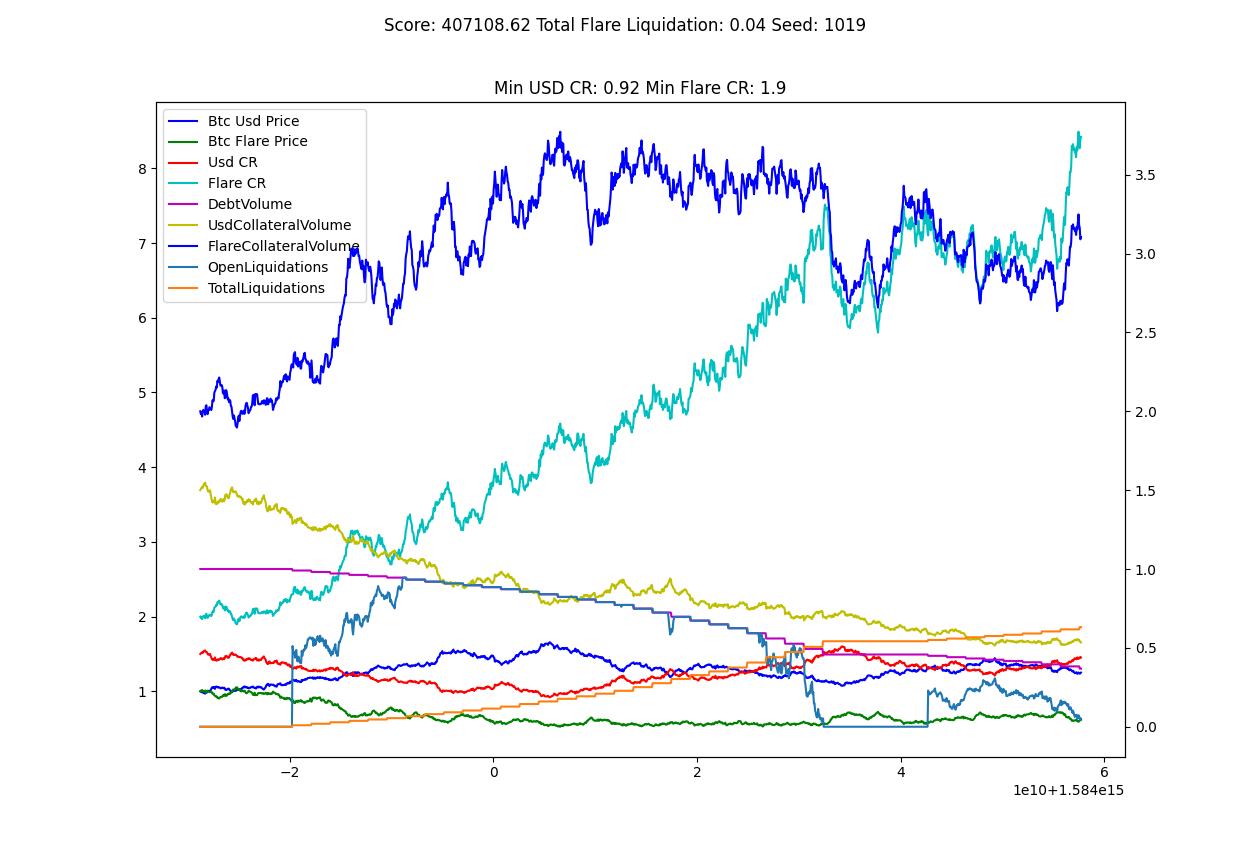 Score: 407108.62 Total Flare Liquidation: 0.04 Seed: 1019
Min USD CR: 0.92 Min Flare CR: 1.9
Btc Usd Price
Btc Flare Price
Usd CR
Flare CR
DebtVolume
UsdCollateralVolume
FlareCollateralVolume
OpenLiquidations
TotalLiquidations
8
7
6
5
4
3
2
1
3.5
3.0
2.5
2.0
1.5
1.0
0.5
0.0
−2 0 2 4 6
1e10+1.584e15